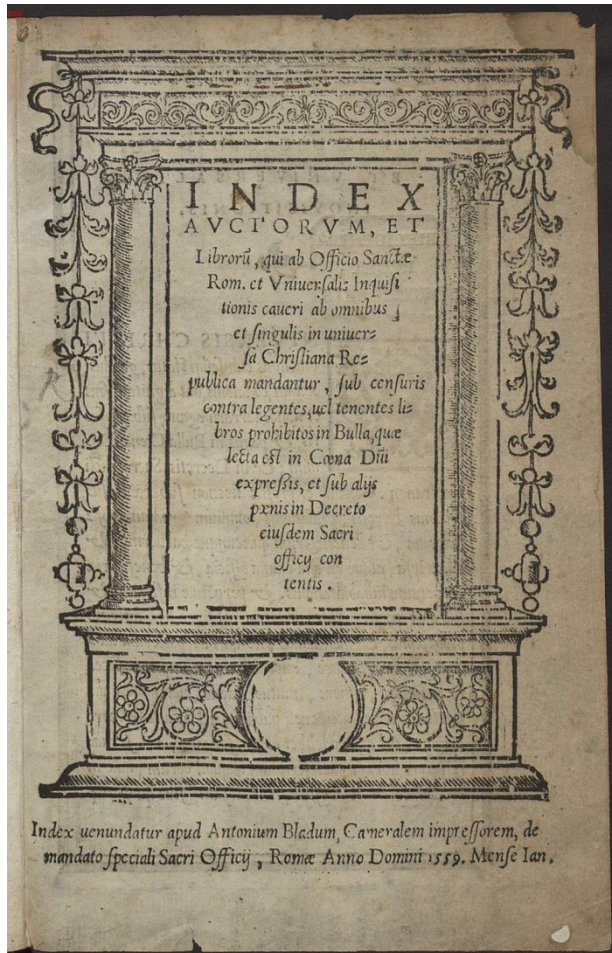 INDEX
AVCTORVM, ET
Librorū, qui ab Officio Sanctæ
Rom. et Vniuersalis Inquisi
tionis caueri ab omnibus
et singulis in uniuer=
sa Christiana Re=
publica mandantur, sub censuris
contra legentes, uel tenentes li=
bros prohibitos in Bulla, quæ
lecta est in Cœna Dñi
expressis, et sub alijs
pænis in Decreto
eiusdem Sacri
officij con
tentis.
Index uenundatur apud Antonium Bladum, Cameralem impressorem, de
mandato speciali Sacri Officij, Romæ Anno Domini 1559. Mense Ian.